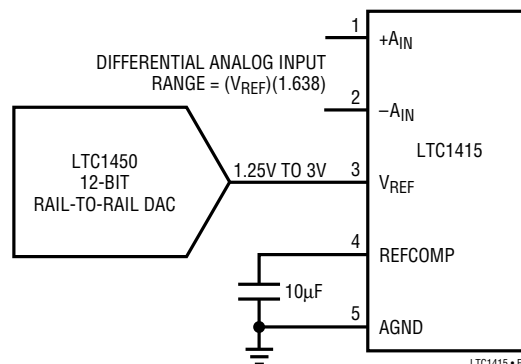 1
+AIN
DIFFERENTIAL ANALOG INPUT
RANGE = (VREF)(1.638)
2
–AIN
LTC1415
LTC1450
12-BIT
RAIL-TO-RAIL DAC
1.25V TO 3V
3
VREF
4
REFCOMP
10µF
5
AGND
LTC1415 •